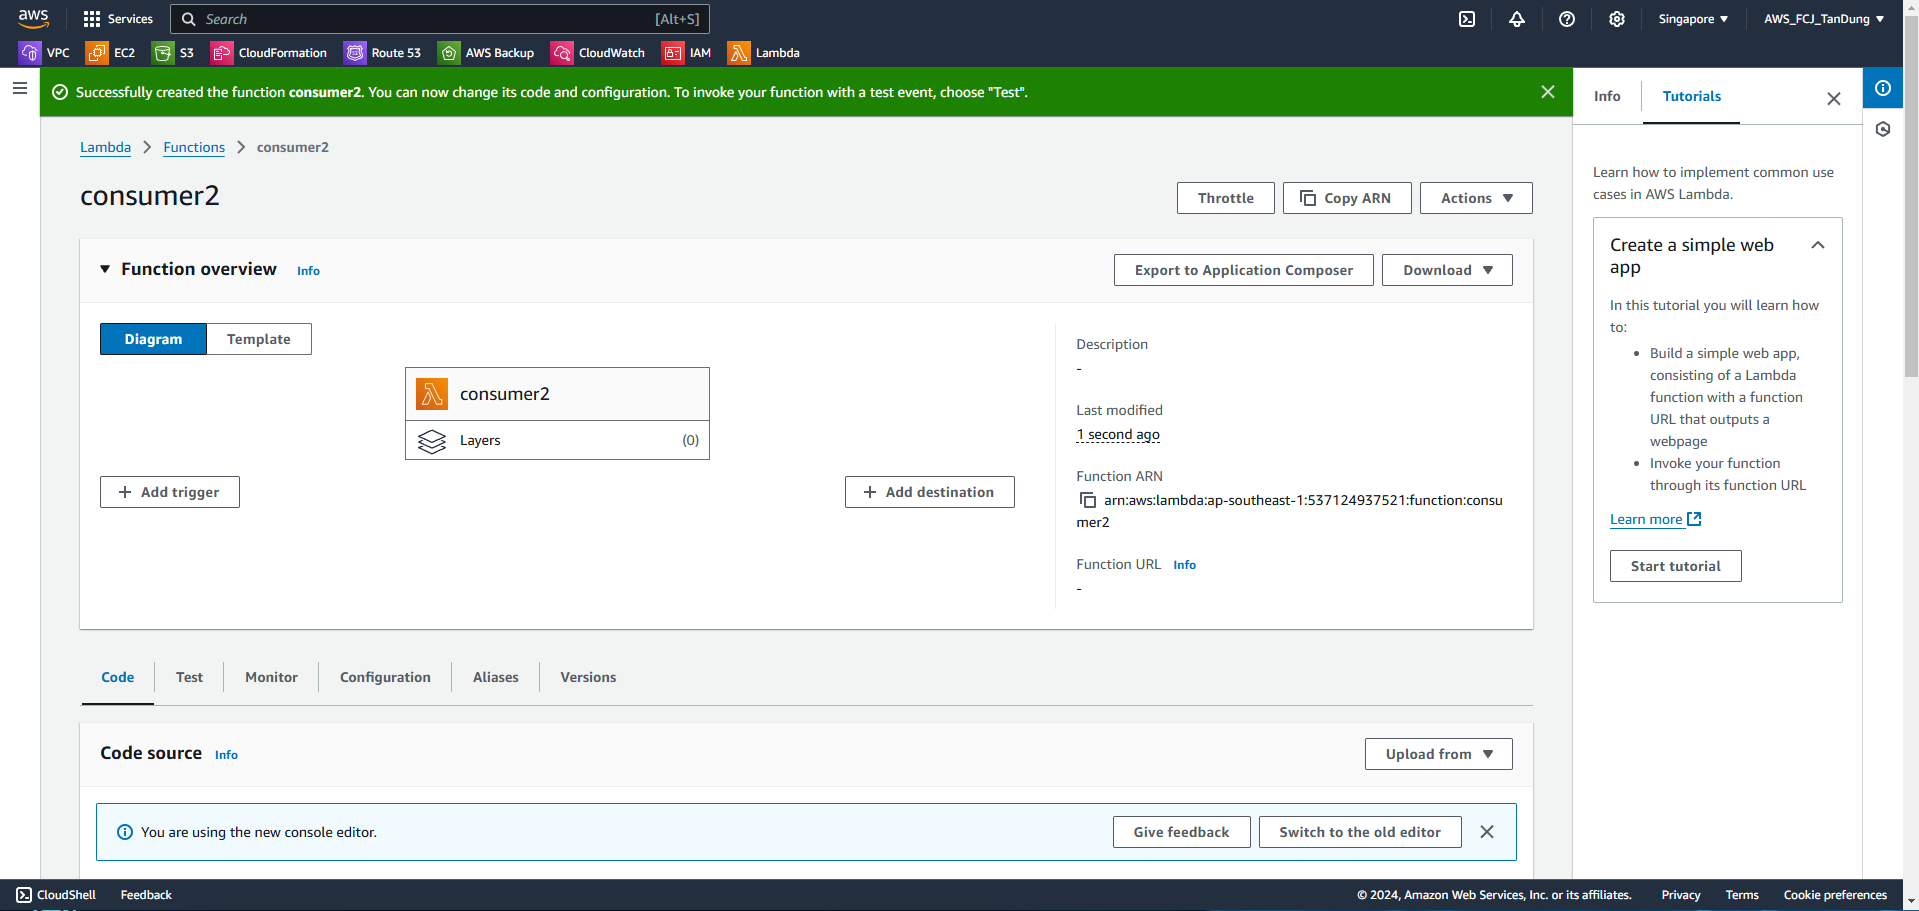 aws
Services
Search
[Alt+S]
Singapore ▼
AWS_FCJ_TanDung ▼
VPC
EC2
S3
CloudFormation
Route 53
AWS Backup
CloudWatch
IAM
Lambda
Successfully created the function consumer2. You can now change its code and configuration. To invoke your function with a test event, choose "Test".
Info
Tutorials
Lambda > Functions > consumer2
consumer2
Throttle
Copy ARN
Actions ▼
Learn how to implement common use
cases in AWS Lambda.
Create a simple web
app
In this tutorial you will learn how
to:
• Build a simple web app,
consisting of a Lambda
function with a function
URL that outputs a
webpage
• Invoke your function
through its function URL
Learn more
Start tutorial
▼ Function overview Info
Export to Application Composer
Download ▼
Diagram
Template
consumer2
Layers
(0)
+ Add trigger
+ Add destination
Description
-
Last modified
1 second ago
Function ARN
arn:aws:lambda:ap-southeast-1:537124937521:function:consu
mer2
Function URL Info
-
Code
Test
Monitor
Configuration
Aliases
Versions
Code source Info
Upload from ▼
You are using the new console editor.
Give feedback
Switch to the old editor
CloudShell
Feedback
© 2024, Amazon Web Services, Inc. or its affiliates.
Privacy
Terms
Cookie preferences